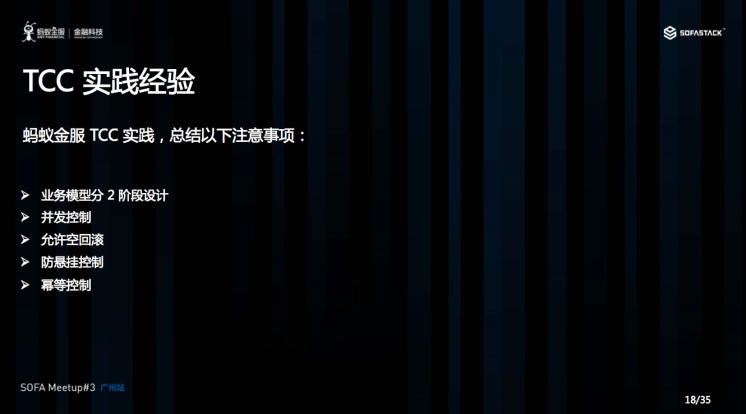 蚂蚁金服 | 金融科技
ANT FINANCIAL
SOFASTACK
TCC 实践经验
蚂蚁金服 TCC 实践，总结以下注意事项：
➢ 业务模型分 2 阶段设计
➢ 并发控制
➢ 允许空回滚
➢ 防悬挂控制
➢ 幂等控制
SOFA Meetup#3 广州站
18/35